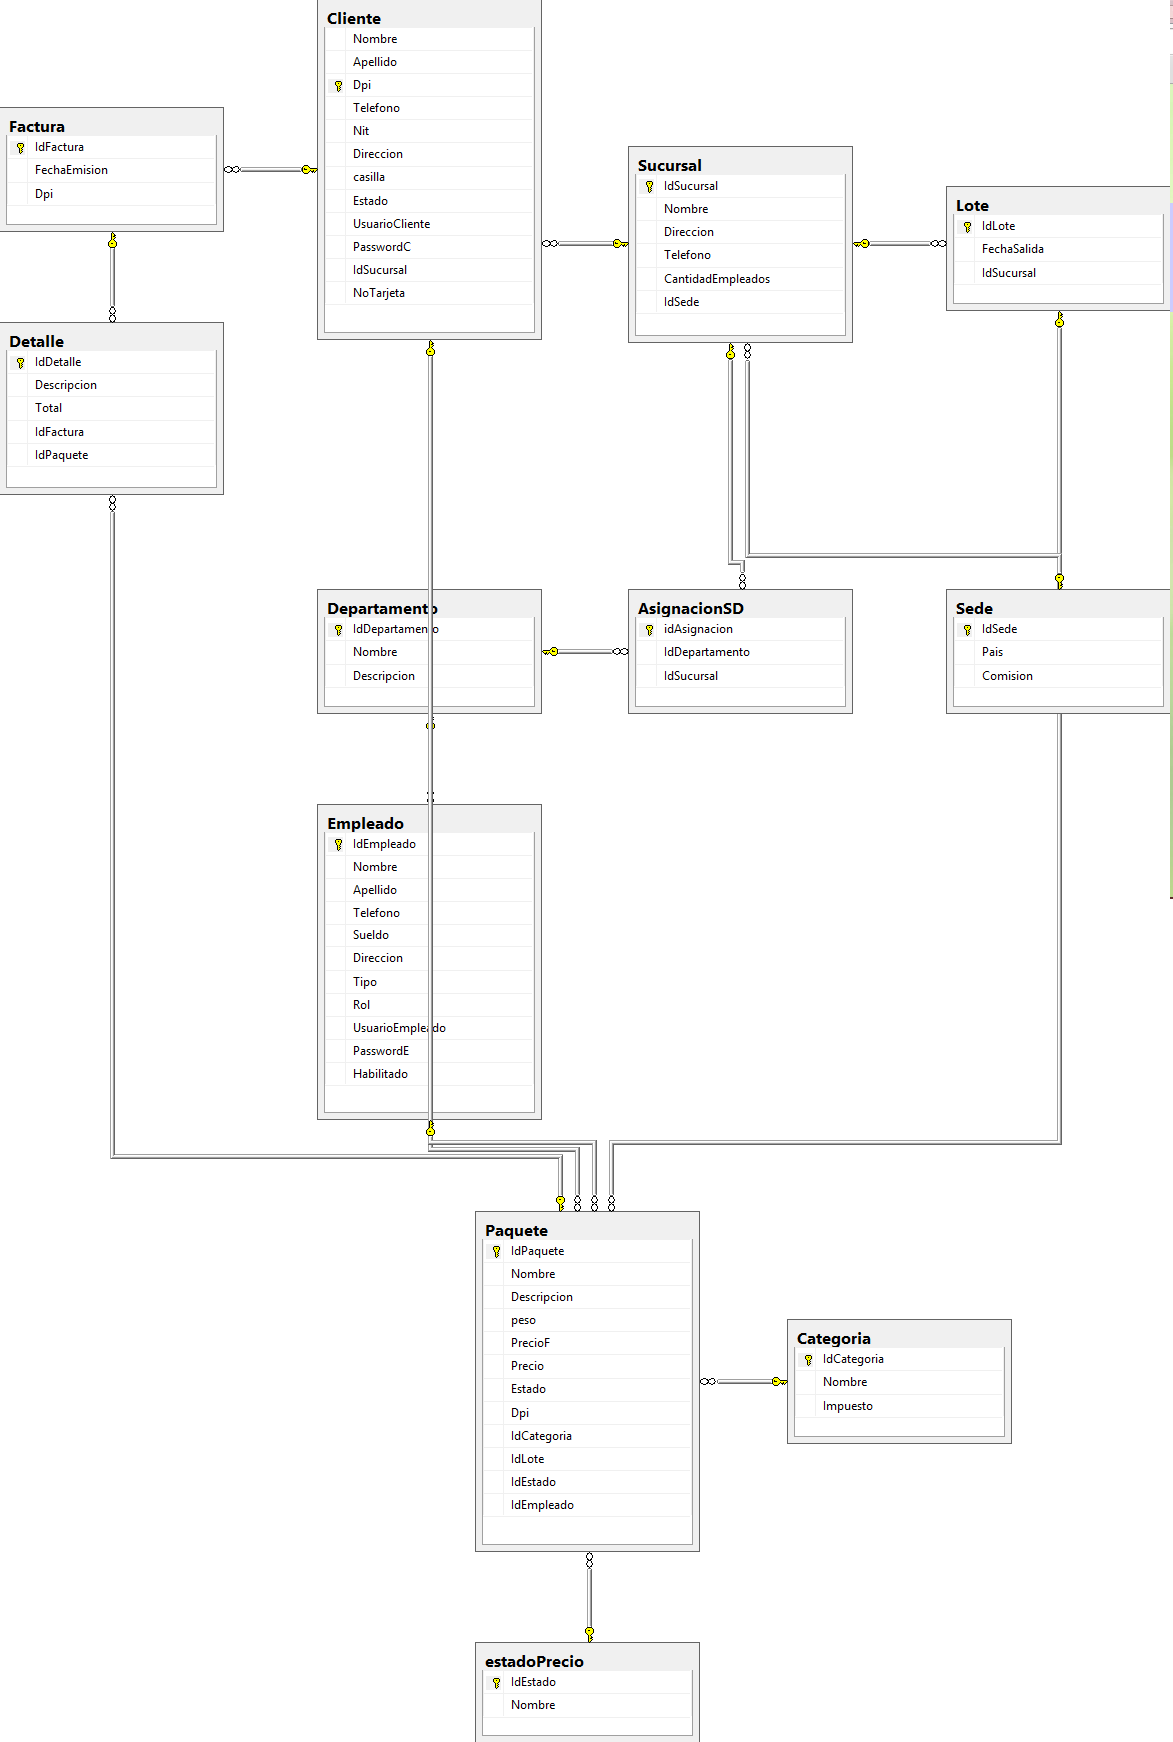 Cliente
Nombre
Apellido
Dpi
Telefono
Nit
Direccion
casilla
Estado
UsuarioCliente
PasswordC
IdSucursal
NoTarjeta
Factura
IdFactura
FechaEmision
Dpi
Sucursal
IdSucursal
Nombre
Direccion
Telefono
CantidadEmpleados
IdSede
Lote
IdLote
FechaSalida
IdSucursal
Detalle
IdDetalle
Descripcion
Total
IdFactura
IdPaquete
Departamento
IdDepartamento
Nombre
Descripcion
AsignacionSD
idAsignacion
IdDepartamento
IdSucursal
Sede
IdSede
Pais
Comision
Empleado
IdEmpleado
Nombre
Apellido
Telefono
Sueldo
Direccion
Tipo
Rol
UsuarioEmpleado
PasswordE
Habilitado
Paquete
IdPaquete
Nombre
Descripcion
peso
PrecioF
Precio
Estado
Dpi
IdCategoria
IdLote
IdEstado
IdEmpleado
Categoria
IdCategoria
Nombre
Impuesto
estadoPrecio
IdEstado
Nombre